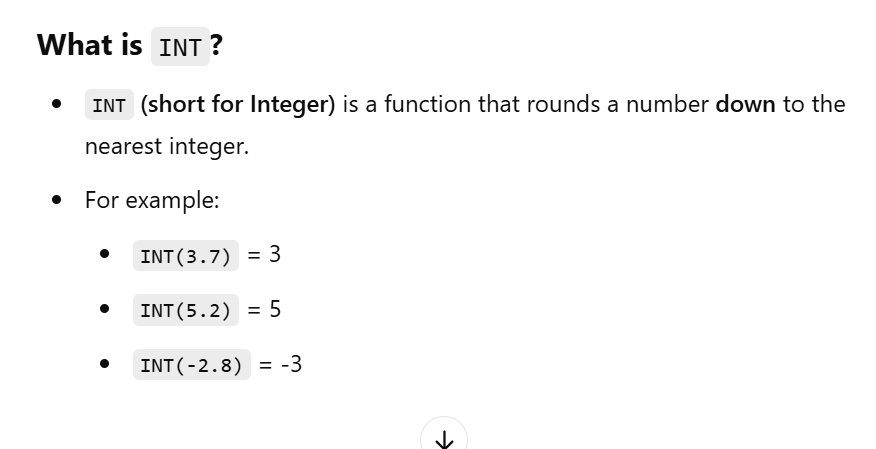 What is INT?
INT (short for Integer) is a function that rounds a number down to the
nearest integer.
For example:
INT(3.7) = 3
INT(5.2) = 5
INT(-2.8) = -3